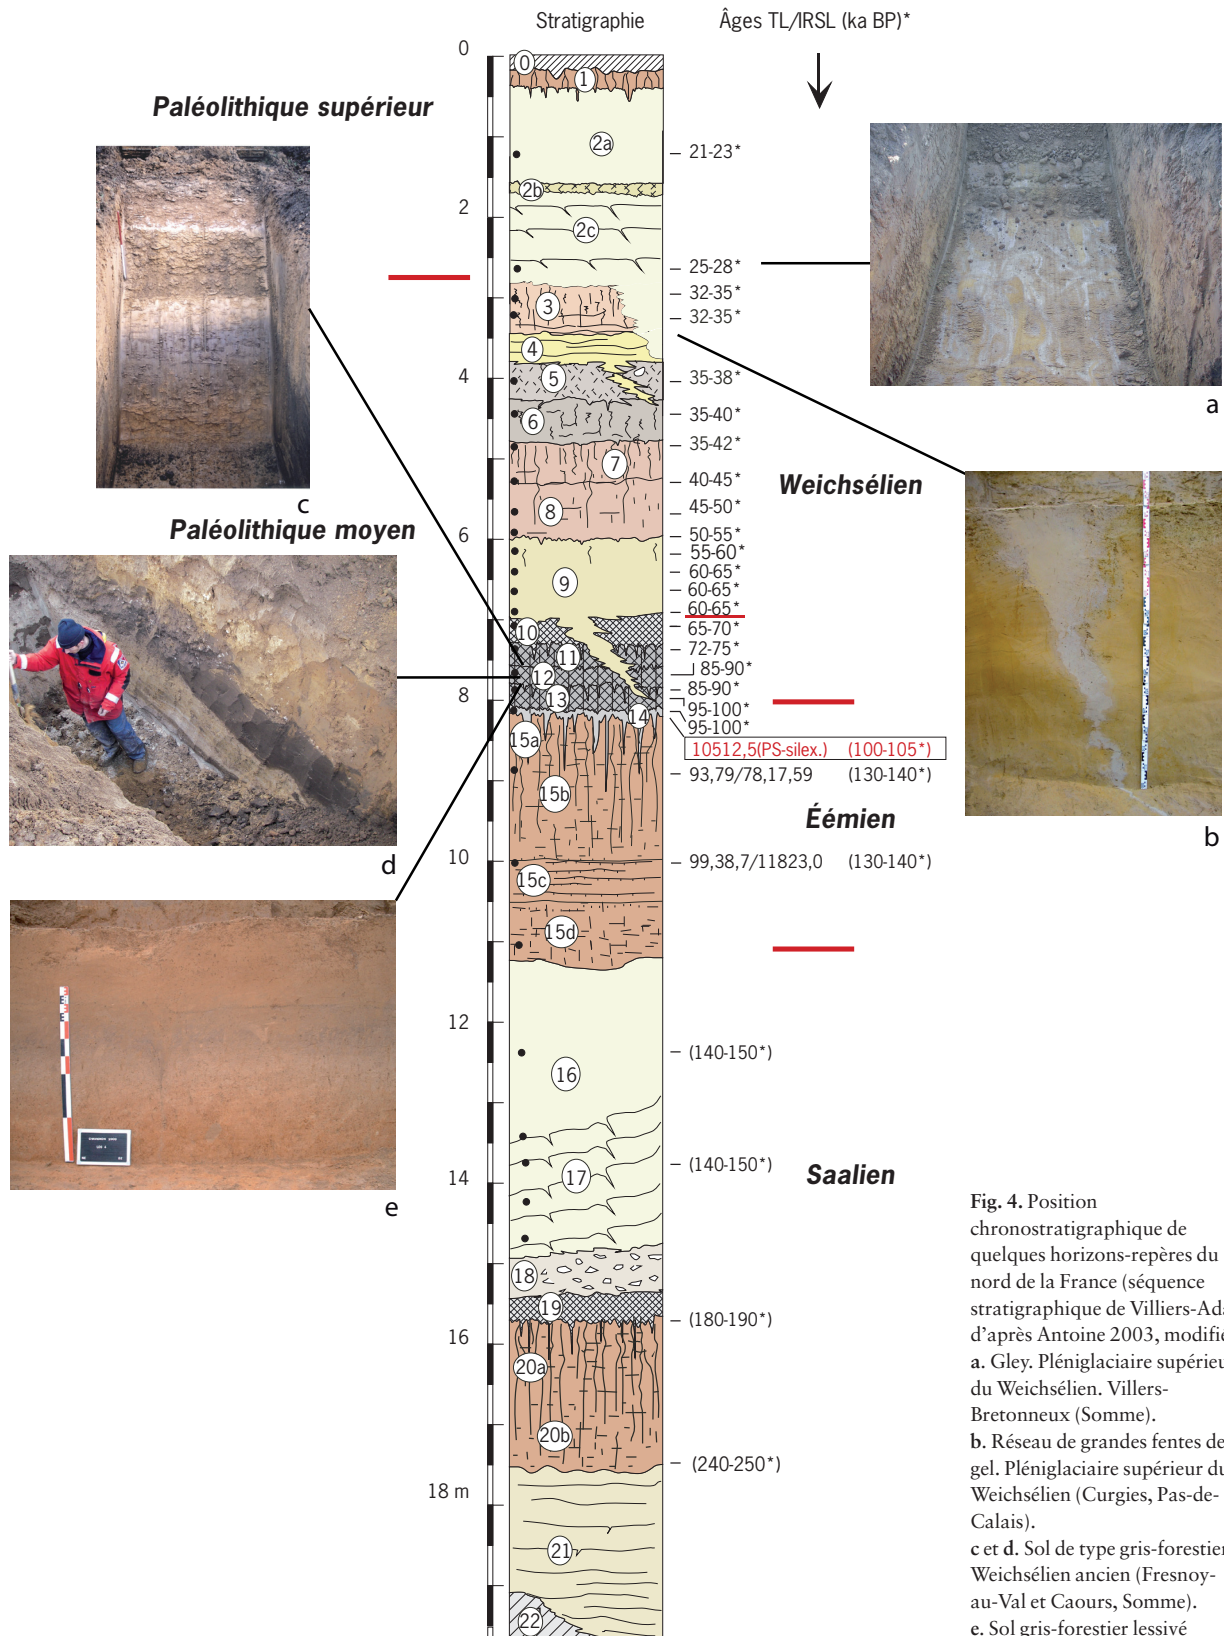 Stratigraphie
Âges TL/IRSL (ka BP)*
0
2
4
6
8
10
12
14
16
18 m
Paléolithique supérieur
Paléolithique moyen
Weichsélien
Éémien
Saalien
0
1
2a
2b
2c
3
4
5
6
7
8
9
10
11
12
13
14
15a
15b
15c
15d
16
17
18
19
20a
20b
21
22
21-23*
25-28*
32-35*
32-35*
35-38*
35-40*
35-42*
40-45*
45-50*
50-55*
55-60*
60-65*
60-65*
60-65*
65-70*
72-75*
85-90*
85-90*
95-100*
95-100*
10512,5(PS-silex.) (100-105*)
93,79/78,17,59 (130-140*)
99,38,7/11823,0 (130-140*)
(140-150*)
(140-150*)
(180-190*)
(240-250*)
a
b
c
d
e
Fig. 4. Position
chronostratigraphique de
quelques horizons-repères du
nord de la France (séquence
stratigraphique de Villiers-Ada
d'après Antoine 2003, modifié
a. Gley. Pléniglaciaire supérieu
du Weichsélien. Villers-
Bretonneux (Somme).
b. Réseau de grandes fentes de
gel. Pléniglaciaire supérieur du
Weichsélien (Curgies, Pas-de-
Calais).
c et d. Sol de type gris-forestier
Weichsélien ancien (Fresnoy-
au-Val et Caours, Somme).
e. Sol gris-forestier lessivé